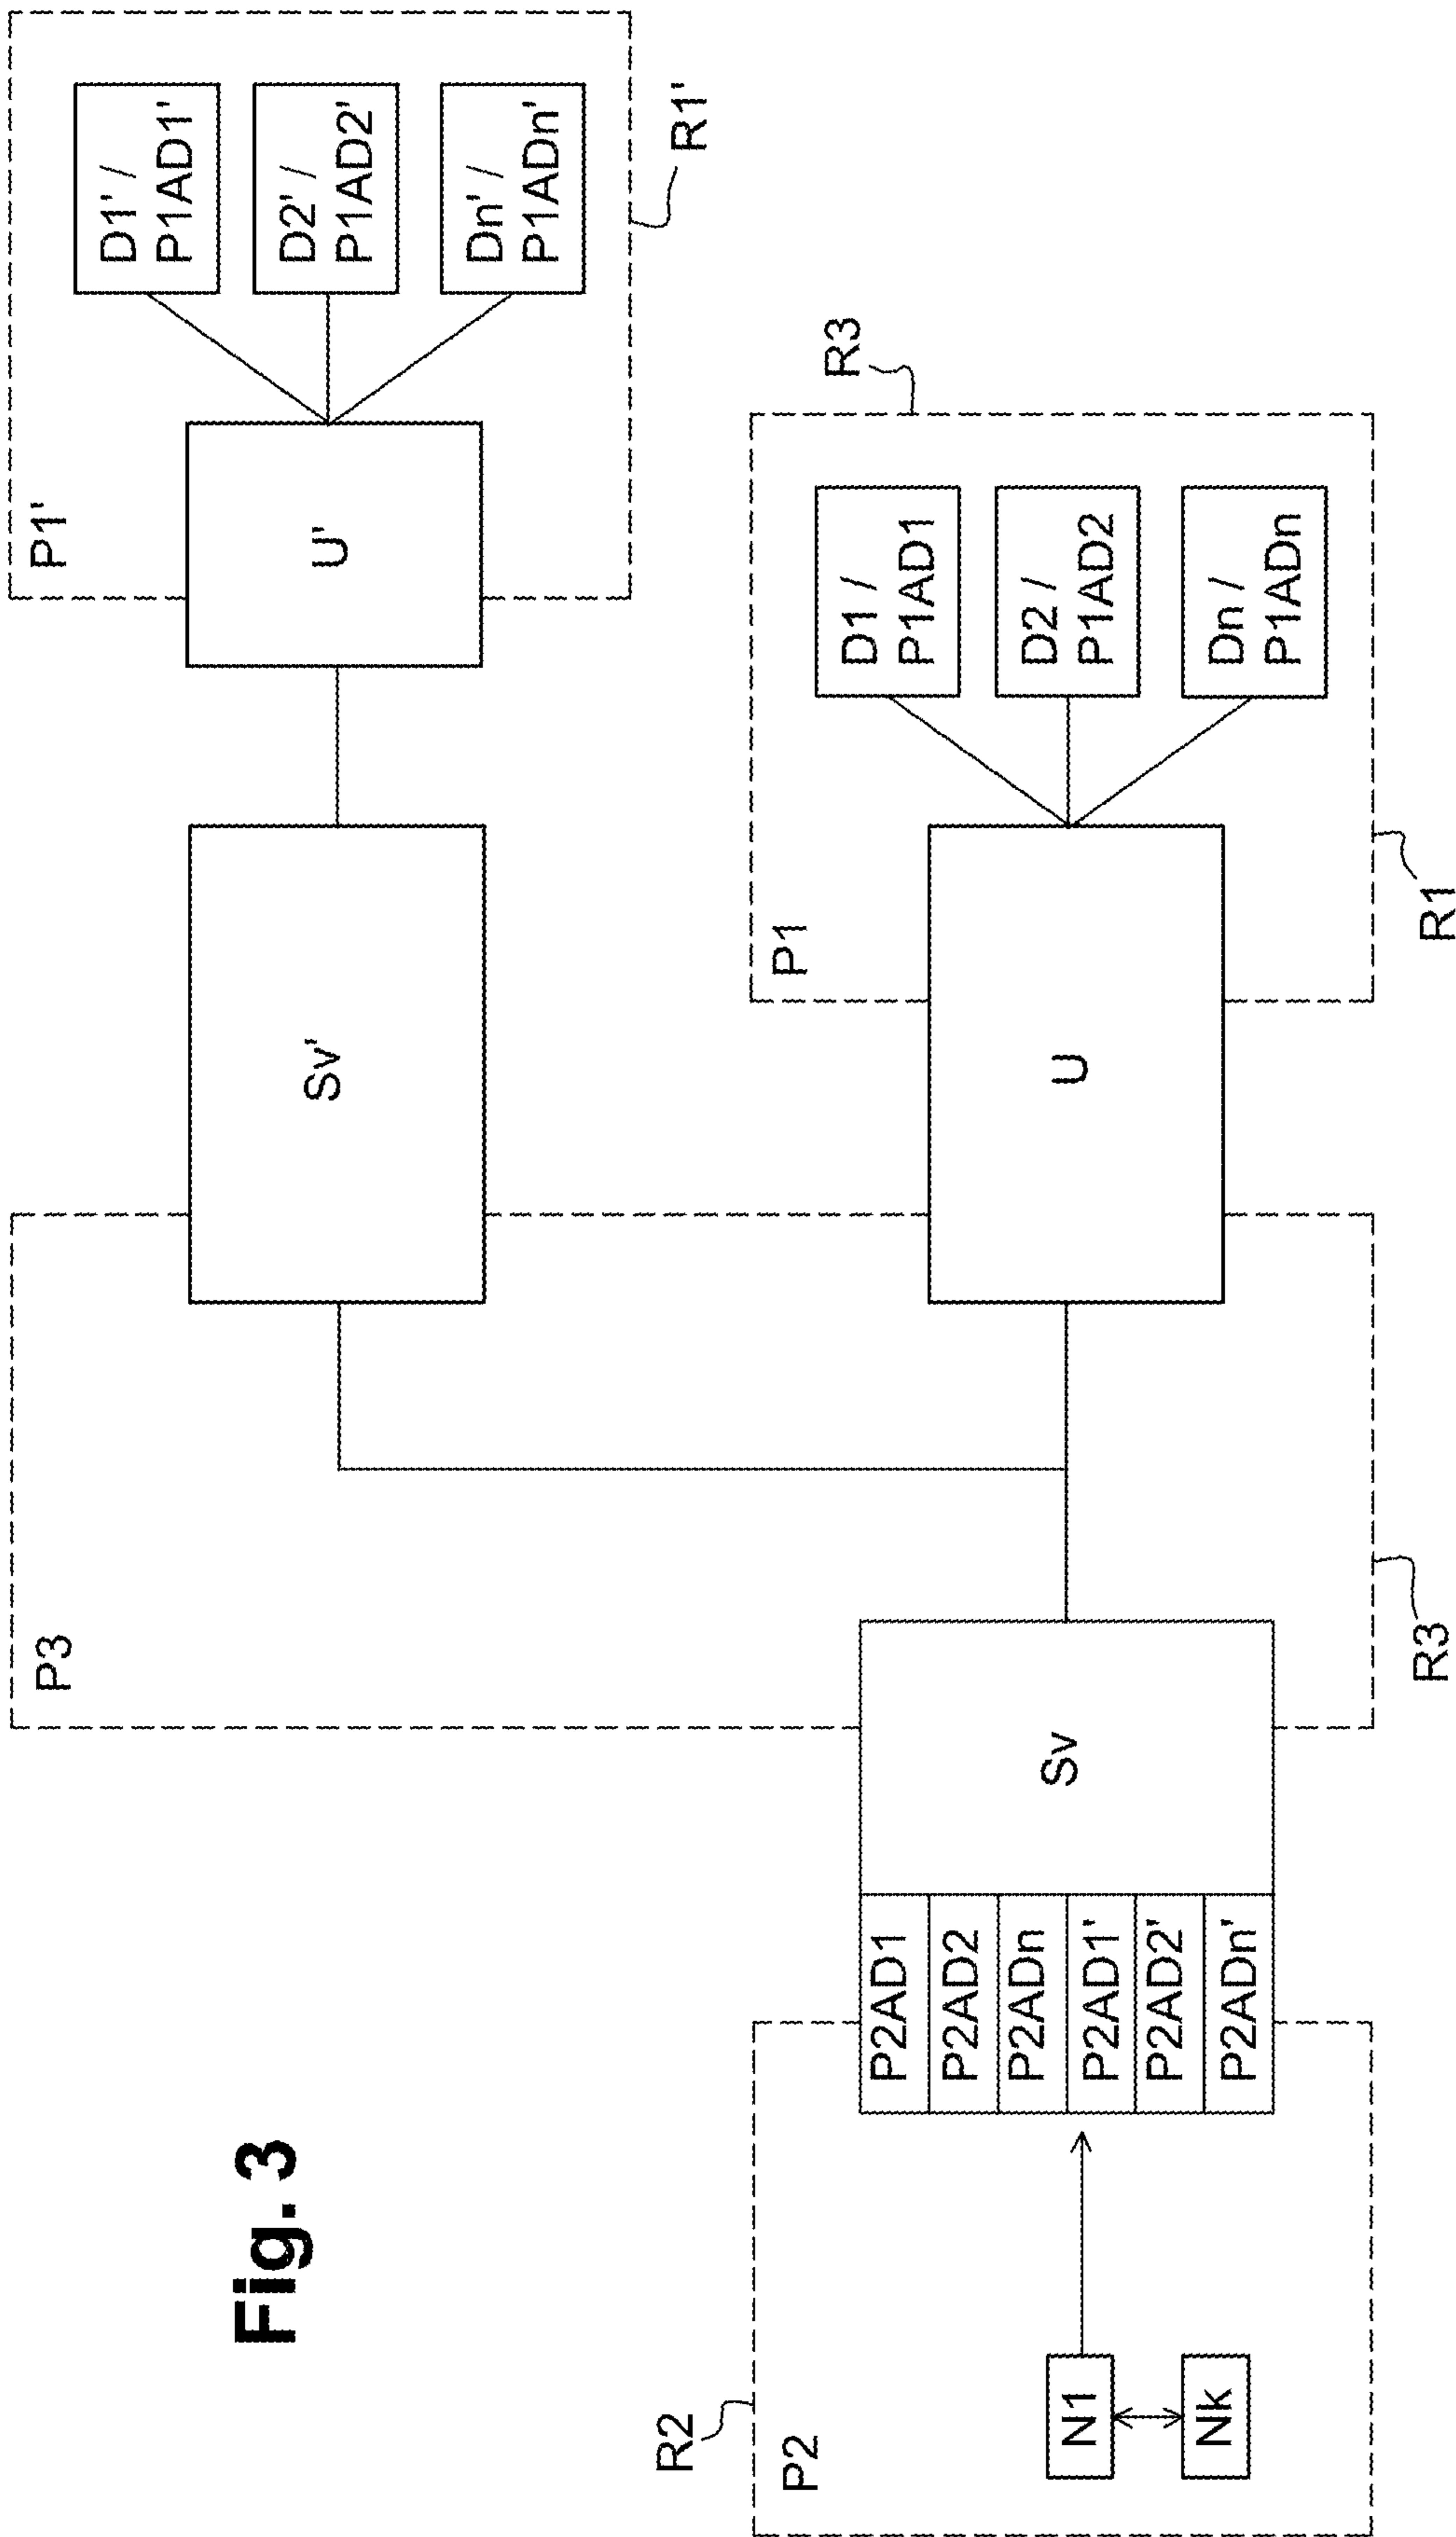 Fig. 3
R2
P2
N1
Nk
P2AD1
P2AD2
P2ADn
P2AD1'
P2AD2'
P2ADn'
Sv
P3
R3
Sv'
U
P1
R1
D1 /
P1AD1
D2 /
P1AD2
Dn /
P1ADn
R3
P1'
U'
D1' /
P1AD1'
D2' /
P1AD2'
Dn' /
P1ADn'
R1'